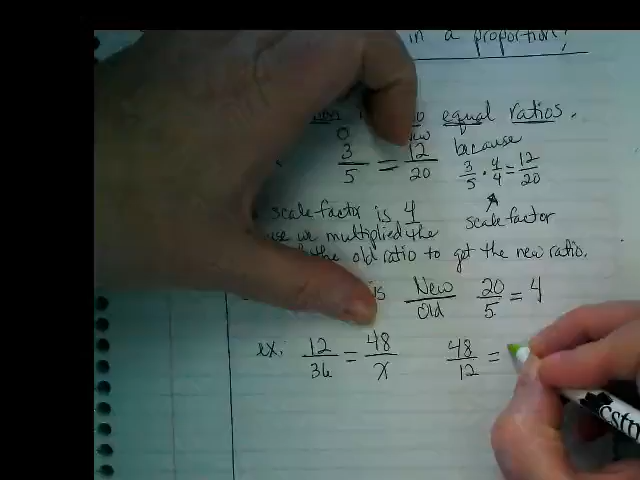 in a proportion?
equal ratios.
O New
3/5 = 12/20 because
3/5 · 4/4 = 12/20
scale factor is 4 scale factor
we multiplied the
the old ratio to get the new ratio.
is New/Old 20/5 = 4
ex: 12/36 = 48/x 48/12 =